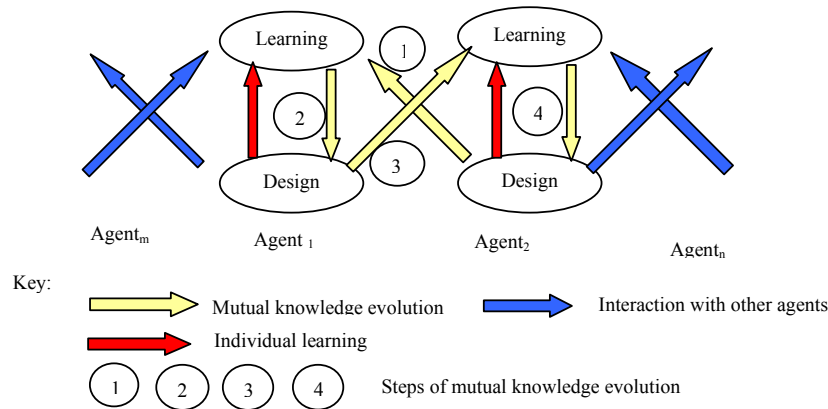 Learning
1
Learning
2
4
3
Design
Design
Agentm
Agent 1
Agent2
Agentn
Key:
Mutual knowledge evolution
Interaction with other agents
Individual learning
1 2 3 4 Steps of mutual knowledge evolution